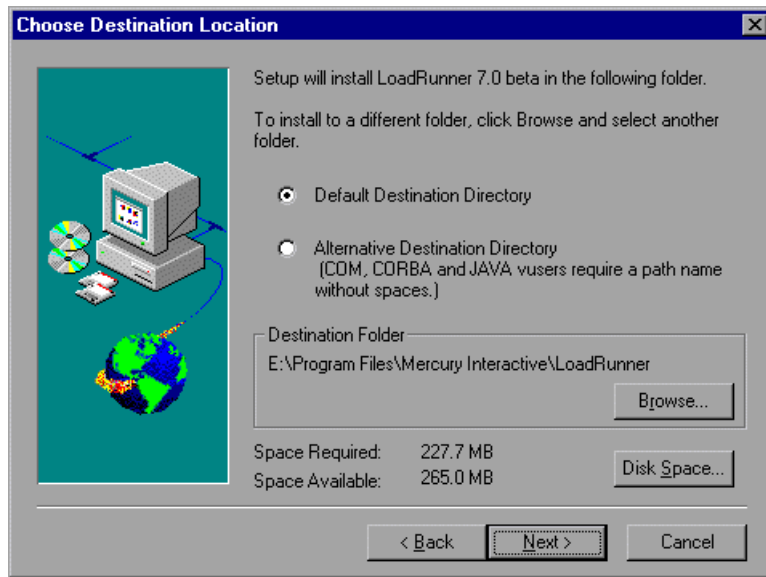 Choose Destination Location
Setup will install LoadRunner 7.0 beta in the following folder.
To install to a different folder, click Browse and select another
folder.
Default Destination Directory
Alternative Destination Directory
(COM, CORBA and JAVA vusers require a path name
without spaces.)
Destination Folder
E:\Program Files\Mercury Interactive\LoadRunner
Browse...
Space Required: 227.7 MB
Space Available: 265.0 MB
Disk Space...
< Back
Next >
Cancel